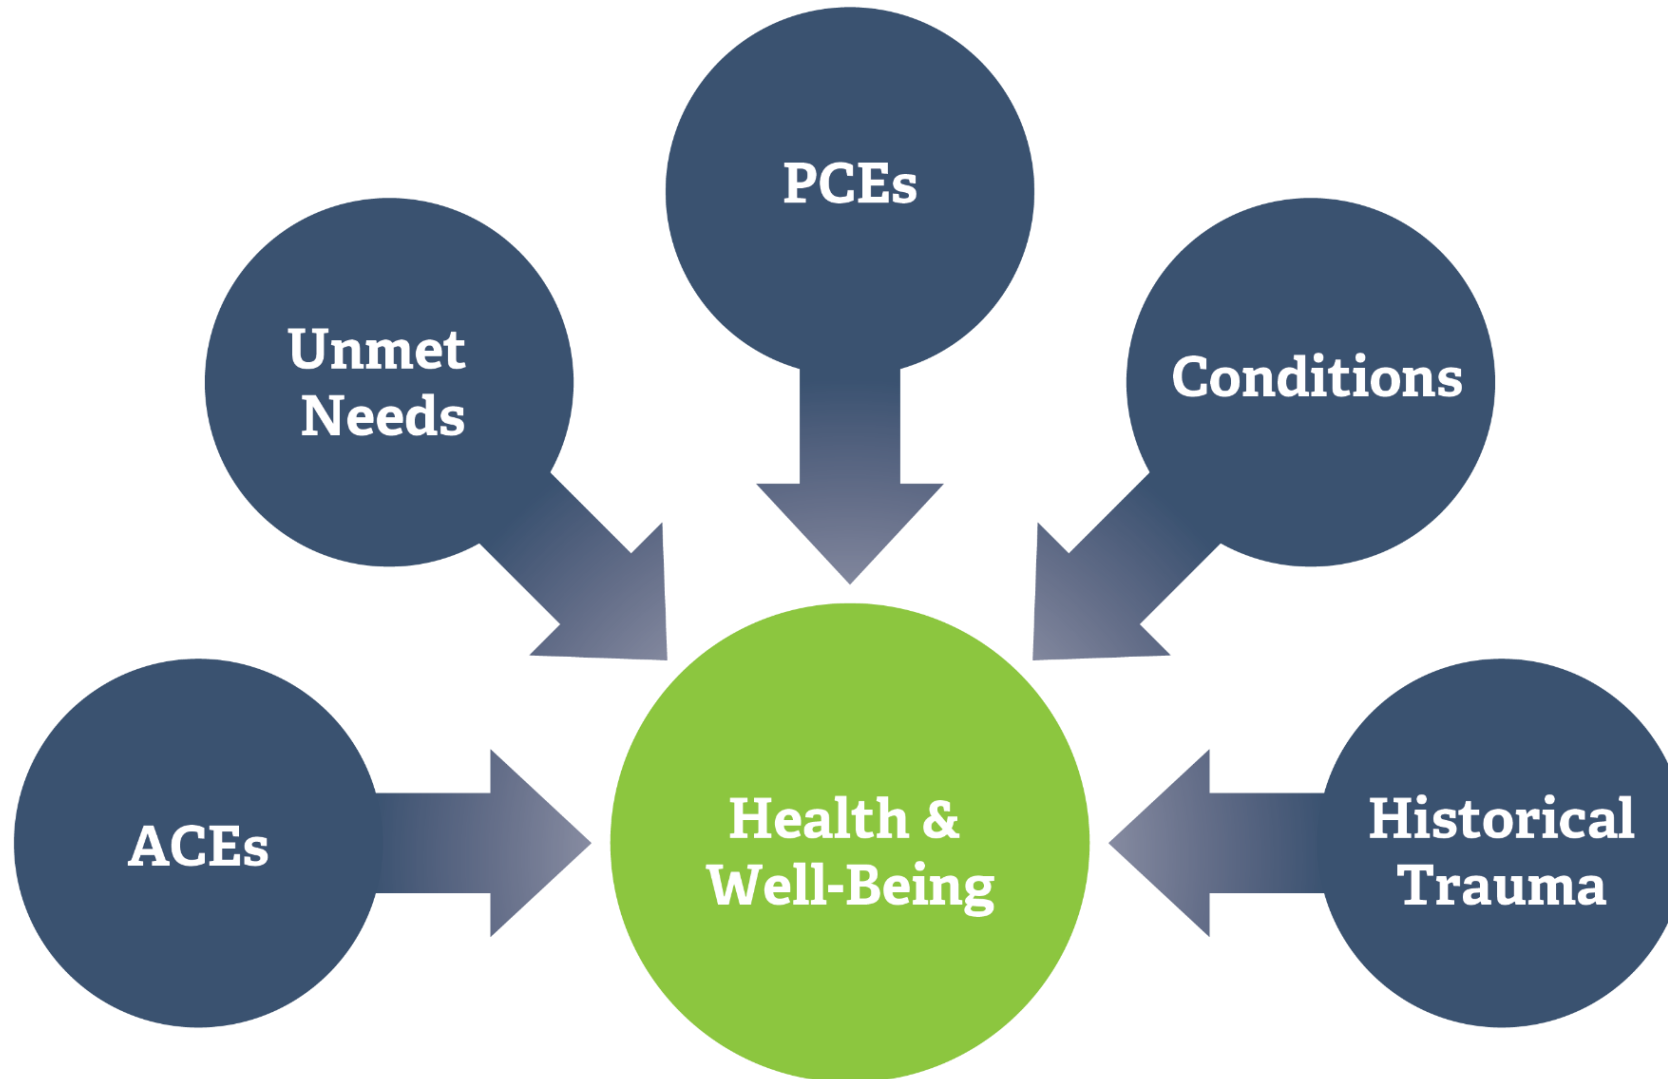 PCEs
Unmet
Needs
Conditions
ACEs
Health &
Well-Being
Historical
Trauma